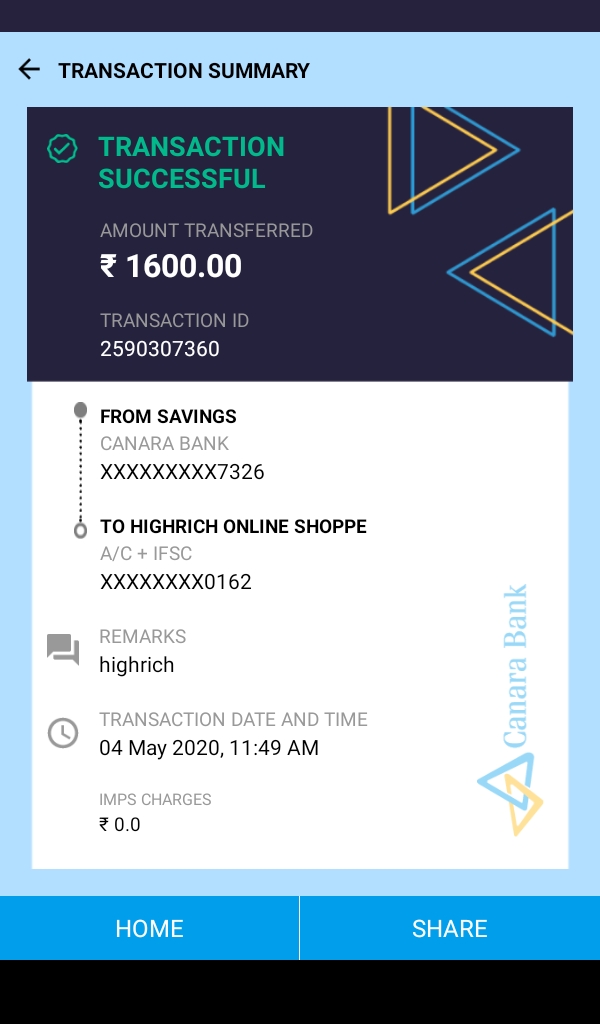 TRANSACTION SUMMARY
TRANSACTION
SUCCESSFUL
AMOUNT TRANSFERRED
₹ 1600.00
TRANSACTION ID
2590307360
FROM SAVINGS
CANARA BANK
XXXXXXXXX7326
TO HIGHRICH ONLINE SHOPPE
A/C + IFSC
XXXXXXXX0162
REMARKS
highrich
TRANSACTION DATE AND TIME
04 May 2020, 11:49 AM
IMPS CHARGES
₹ 0.0
Canara Bank
HOME
SHARE